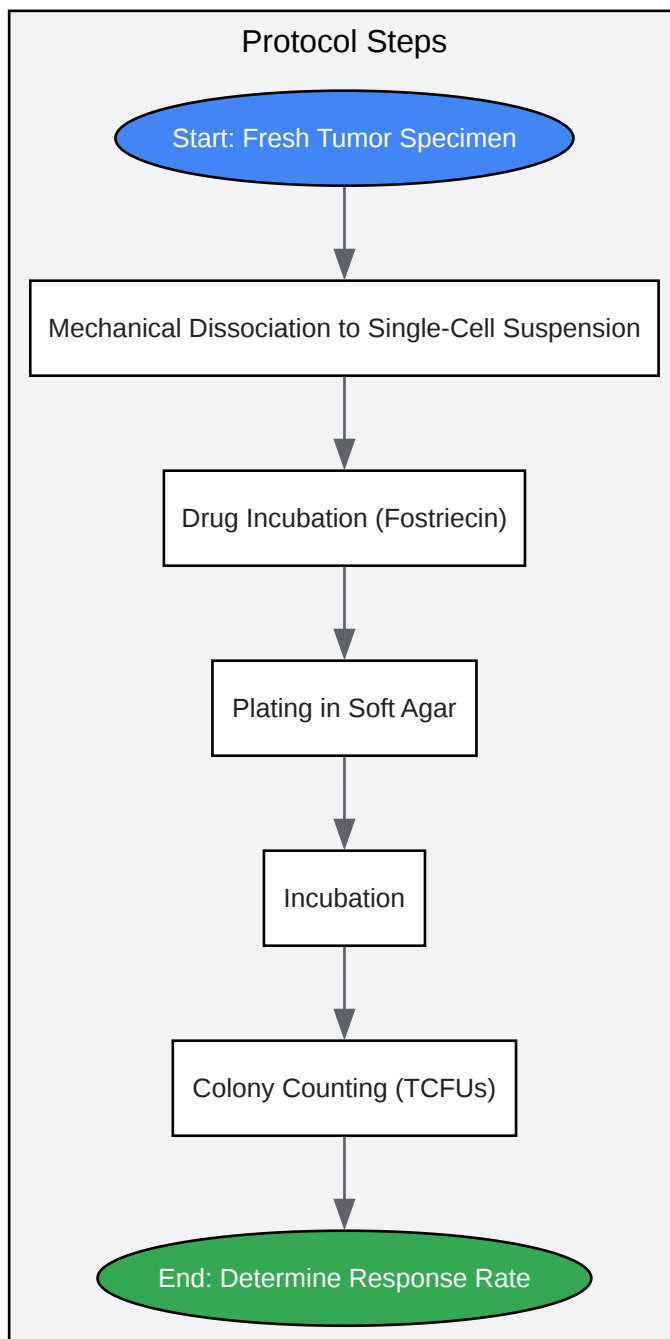 Protocol Steps
Start: Fresh Tumor Specimen
Mechanical Dissociation to Single-Cell Suspension
Drug Incubation (Fostriecin)
Plating in Soft Agar
Incubation
Colony Counting (TCFUs)
End: Determine Response Rate